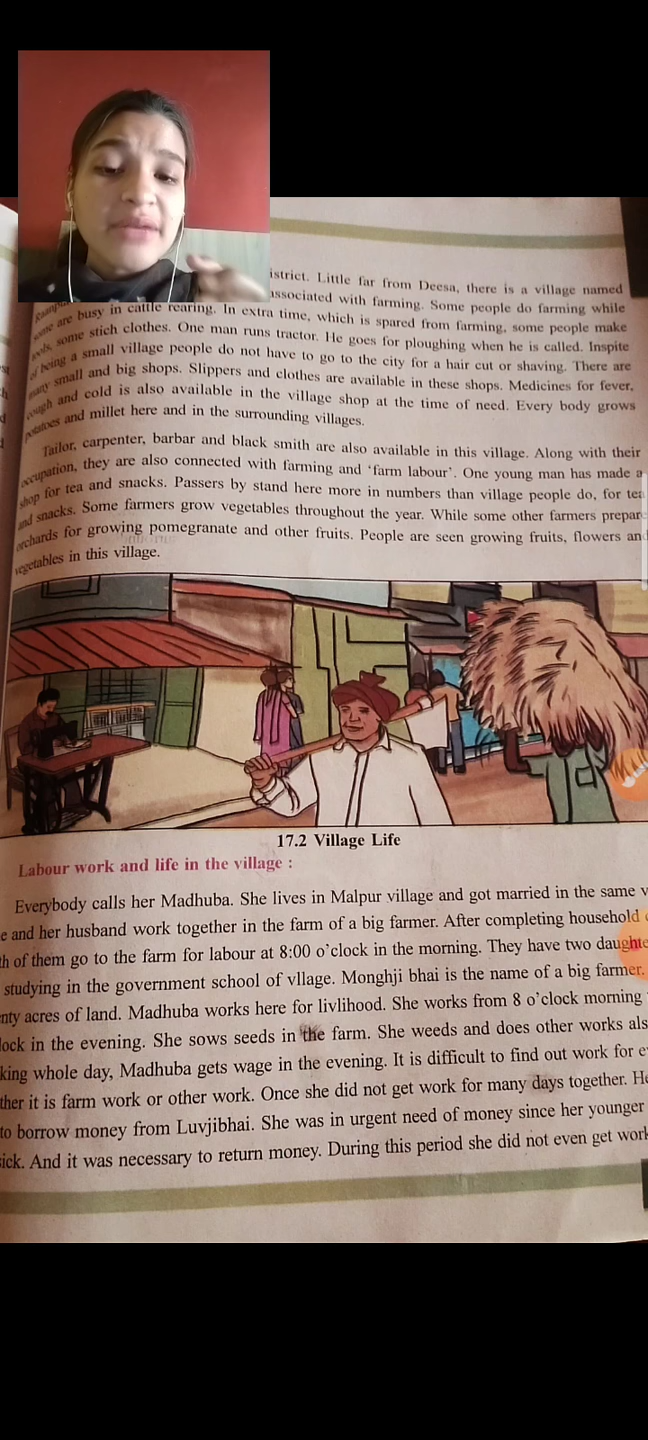 istrict. Little far from Deesa, there is a village named
associated with farming. Some people do farming while
some are busy in cattle rearing. In extra time, which is spared from farming, some people make
tools, some stich clothes. One man runs tractor. He goes for ploughing when he is called. Inspite
of being a small village people do not have to go to the city for a hair cut or shaving. There are
many small and big shops. Slippers and clothes are available in these shops. Medicines for fever,
cough and cold is also available in the village shop at the time of need. Every body grows
potatoes and millet here and in the surrounding villages.
Tailor, carpenter, barbar and black smith are also available in this village. Along with their
occupation, they are also connected with farming and ‘farm labour’. One young man has made a
shop for tea and snacks. Passers by stand here more in numbers than village people do, for tea
and snacks. Some farmers grow vegetables throughout the year. While some other farmers prepare
orchards for growing pomegranate and other fruits. People are seen growing fruits, flowers and
vegetables in this village.
17.2 Village Life
Labour work and life in the village :
Everybody calls her Madhuba. She lives in Malpur village and got married in the same v
e and her husband work together in the farm of a big farmer. After completing household
th of them go to the farm for labour at 8:00 o’clock in the morning. They have two daughte
studying in the government school of vllage. Monghji bhai is the name of a big farmer.
nty acres of land. Madhuba works here for livlihood. She works from 8 o’clock morning
lock in the evening. She sows seeds in the farm. She weeds and does other works als
king whole day, Madhuba gets wage in the evening. It is difficult to find out work for e
ther it is farm work or other work. Once she did not get work for many days together. He
to borrow money from Luvjibhai. She was in urgent need of money since her younger
sick. And it was necessary to return money. During this period she did not even get work